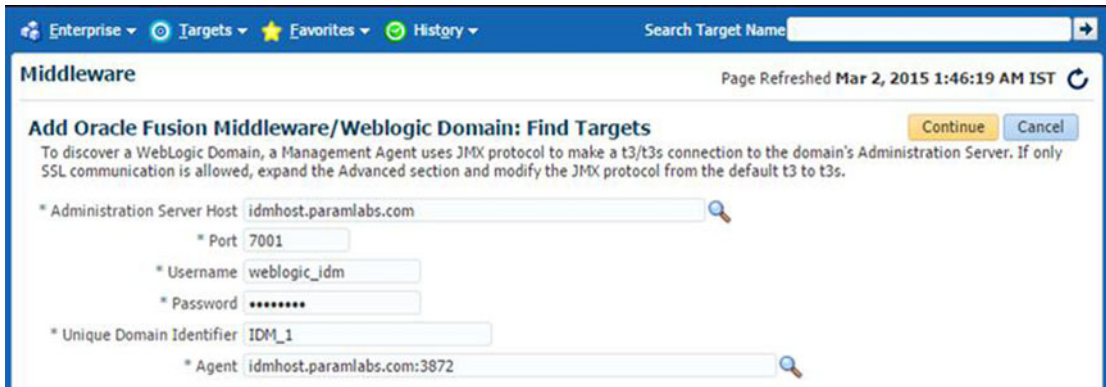 Enterprise Targets Favorites History Search Target Name
Middleware Page Refreshed Mar 2, 2015 1:46:19 AM IST
Add Oracle Fusion Middleware/Weblogic Domain: Find Targets Continue Cancel
To discover a WebLogic Domain, a Management Agent uses JMX protocol to make a t3/t3s connection to the domain's Administration Server. If only
SSL communication is allowed, expand the Advanced section and modify the JMX protocol from the default t3 to t3s.
* Administration Server Host idmhost.paramlabs.com
* Port 7001
* Username weblogic_idm
* Password ••••••••
* Unique Domain Identifier IDM_1
* Agent idmhost.paramlabs.com:3872